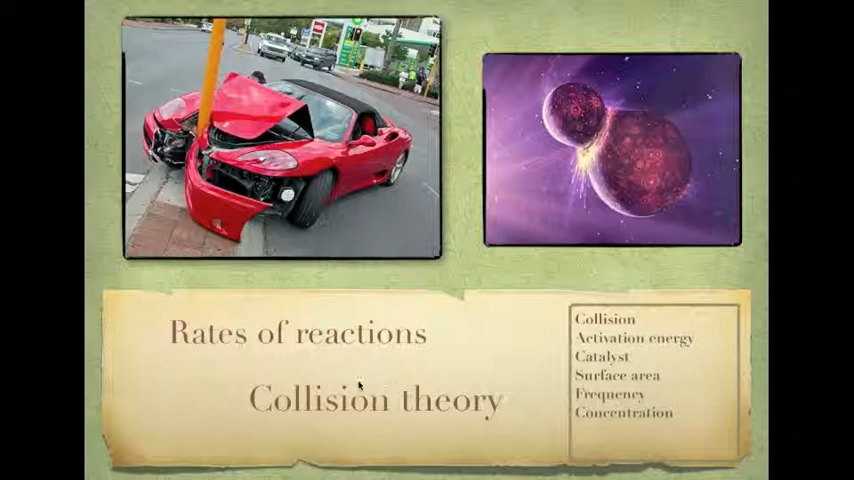 Rates of reactions
Collision theory
Collision
Activation energy
Catalyst
Surface area
Frequency
Concentration